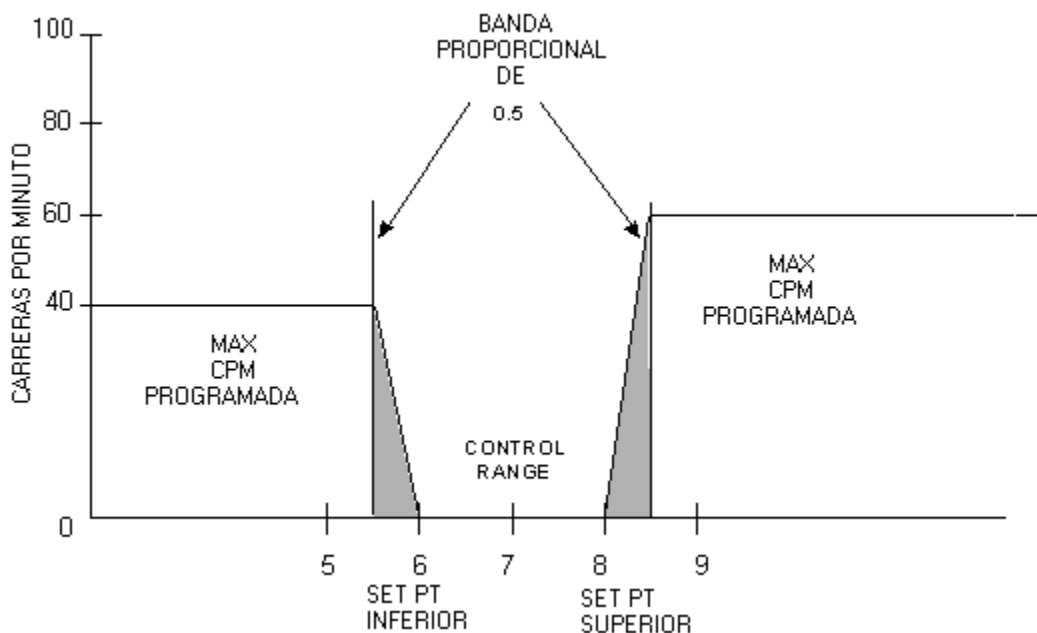 BANDA
PROPORCIONAL
DE
0.5
CARRERAS POR MINUTO
100
80
60
40
0
MAX
CPM
PROGRAMADA
MAX
CPM
PROGRAMADA
CONTROL
RANGE
5
6
7
8
9
SET PT
INFERIOR
SET PT
SUPERIOR